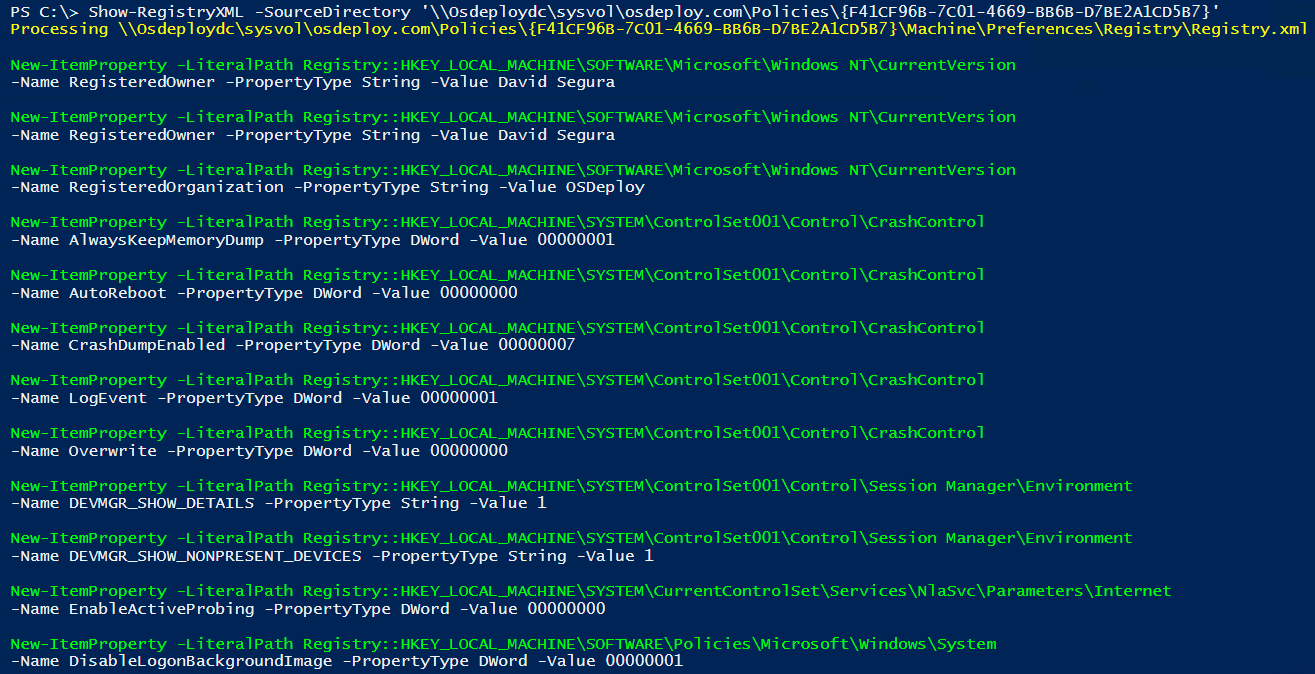 PS C:\> Show-RegistryXML -SourceDirectory '\\Osdeploydc\sysvol\osdeploy.com\Policies\{F41CF96B-7C01-4669-BB6B-D7BE2A1CD5B7}'
Processing \\Osdeploydc\sysvol\osdeploy.com\Policies\{F41CF96B-7C01-4669-BB6B-D7BE2A1CD5B7}\Machine\Preferences\Registry\Registry.xml
New-ItemProperty -LiteralPath Registry::HKEY_LOCAL_MACHINE\SOFTWARE\Microsoft\Windows NT\CurrentVersion
-Name RegisteredOwner -PropertyType String -Value David Segura
New-ItemProperty -LiteralPath Registry::HKEY_LOCAL_MACHINE\SOFTWARE\Microsoft\Windows NT\CurrentVersion
-Name RegisteredOwner -PropertyType String -Value David Segura
New-ItemProperty -LiteralPath Registry::HKEY_LOCAL_MACHINE\SOFTWARE\Microsoft\Windows NT\CurrentVersion
-Name RegisteredOrganization -PropertyType String -Value OSDeploy
New-ItemProperty -LiteralPath Registry::HKEY_LOCAL_MACHINE\SYSTEM\ControlSet001\Control\CrashControl
-Name AlwaysKeepMemoryDump -PropertyType DWord -Value 00000001
New-ItemProperty -LiteralPath Registry::HKEY_LOCAL_MACHINE\SYSTEM\ControlSet001\Control\CrashControl
-Name AutoReboot -PropertyType DWord -Value 00000000
New-ItemProperty -LiteralPath Registry::HKEY_LOCAL_MACHINE\SYSTEM\ControlSet001\Control\CrashControl
-Name CrashDumpEnabled -PropertyType DWord -Value 00000007
New-ItemProperty -LiteralPath Registry::HKEY_LOCAL_MACHINE\SYSTEM\ControlSet001\Control\CrashControl
-Name LogEvent -PropertyType DWord -Value 00000001
New-ItemProperty -LiteralPath Registry::HKEY_LOCAL_MACHINE\SYSTEM\ControlSet001\Control\CrashControl
-Name Overwrite -PropertyType DWord -Value 00000000
New-ItemProperty -LiteralPath Registry::HKEY_LOCAL_MACHINE\SYSTEM\ControlSet001\Control\Session Manager\Environment
-Name DEVMGR_SHOW_DETAILS -PropertyType String -Value 1
New-ItemProperty -LiteralPath Registry::HKEY_LOCAL_MACHINE\SYSTEM\ControlSet001\Control\Session Manager\Environment
-Name DEVMGR_SHOW_NONPRESENT_DEVICES -PropertyType String -Value 1
New-ItemProperty -LiteralPath Registry::HKEY_LOCAL_MACHINE\SYSTEM\CurrentControlSet\Services\NlaSvc\Parameters\Internet
-Name EnableActiveProbing -PropertyType DWord -Value 00000000
New-ItemProperty -LiteralPath Registry::HKEY_LOCAL_MACHINE\SOFTWARE\Policies\Microsoft\Windows\System
-Name DisableLogonBackgroundImage -PropertyType DWord -Value 00000001